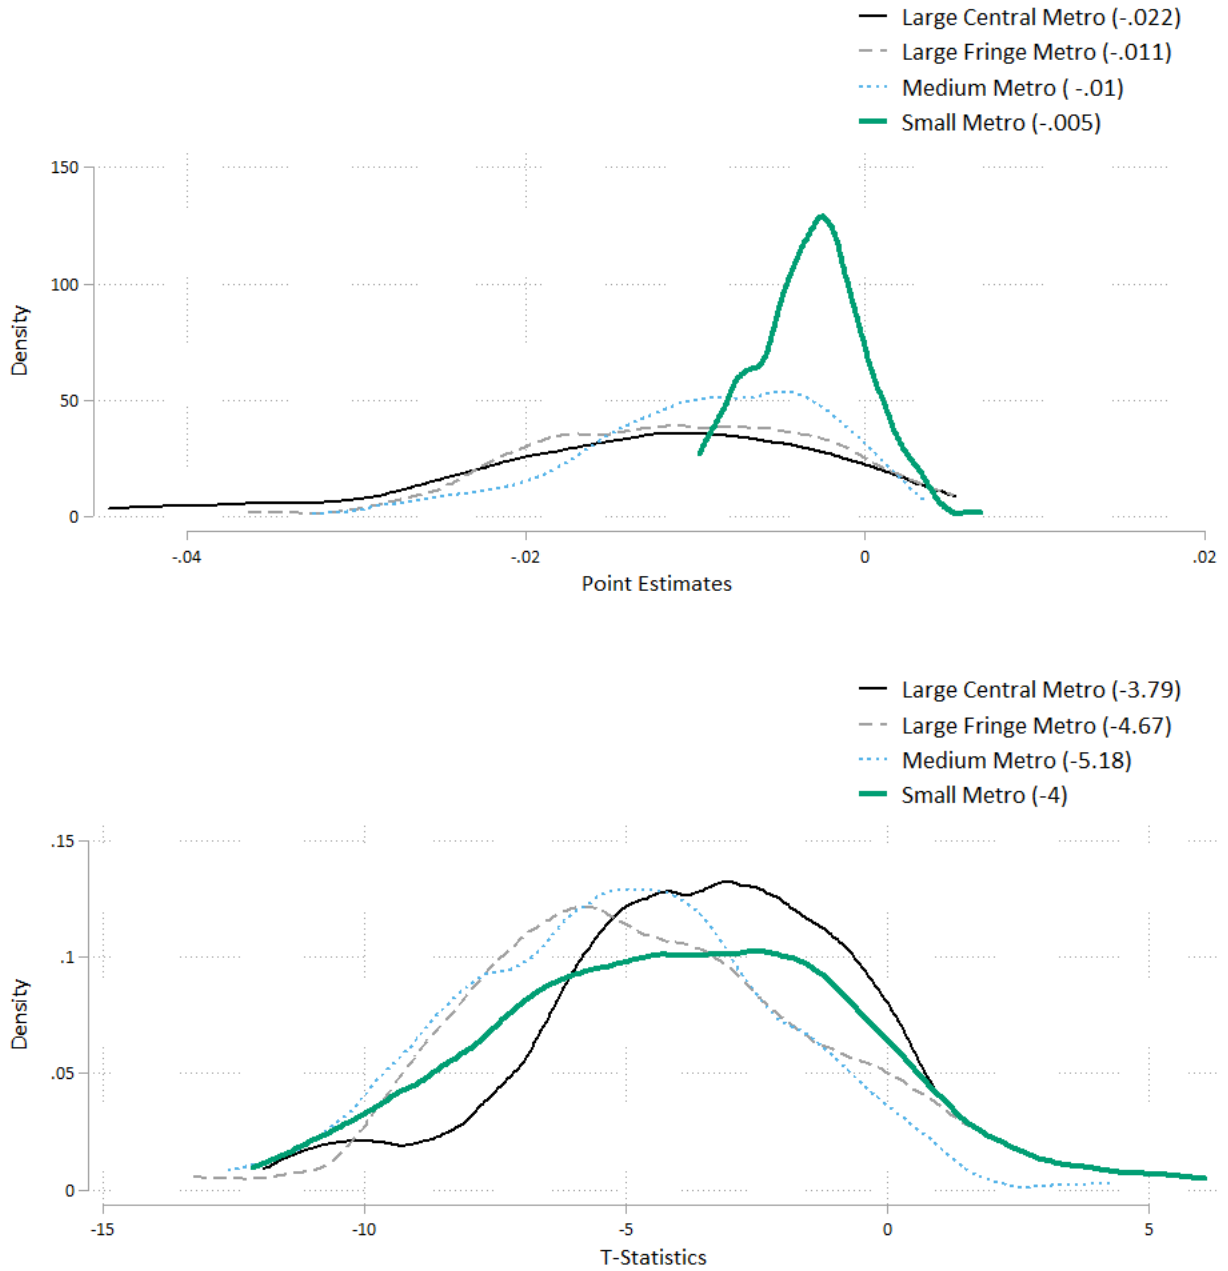 Large Central Metro (-.022)
Large Fringe Metro (-.011)
Medium Metro ( -.01)
Small Metro (-.005)
150
100
50
0
Density
-.04
-.02
0
.02
Point Estimates
Large Central Metro (-3.79)
Large Fringe Metro (-4.67)
Medium Metro (-5.18)
Small Metro (-4)
.15
.1
.05
0
Density
-15
-10
-5
0
5
T-Statistics